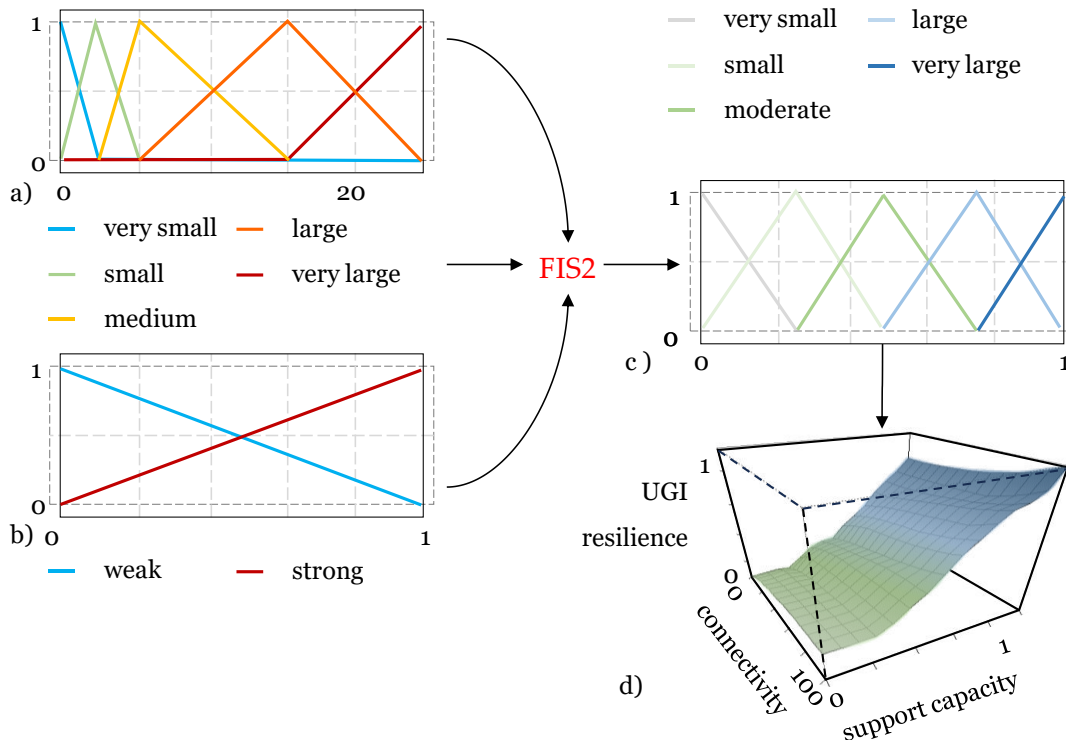 1
0
a)
0
20
very small
large
small
very large
medium
1
0
b)
0
1
weak
strong
FIS2
very small
large
small
very large
moderate
1
0
c )
0
1
1
UGI
resilience
0
0
connectivity
100
0
1
support capacity
d)